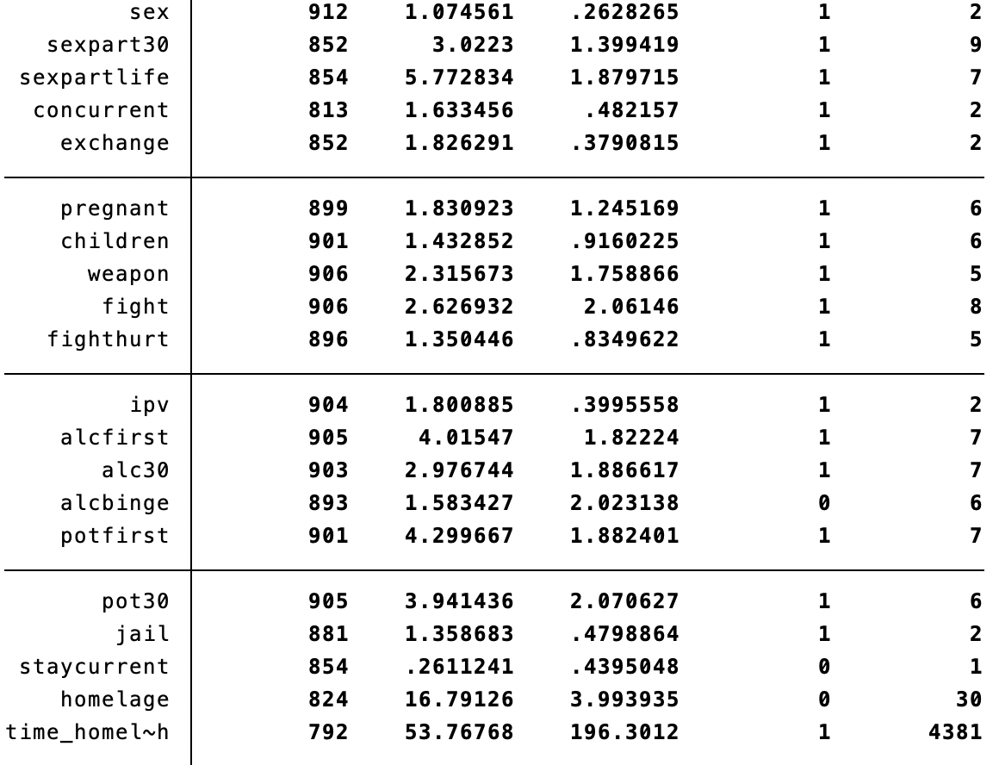 sex 912 1.074561 .2628265 1 2
sexpart30 852 3.0223 1.399419 1 9
sexpartlife 854 5.772834 1.879715 1 7
concurrent 813 1.633456 .482157 1 2
exchange 852 1.826291 .3790815 1 2
pregnant 899 1.830923 1.245169 1 6
children 901 1.432852 .9160225 1 6
weapon 906 2.315673 1.758866 1 5
fight 906 2.626932 2.06146 1 8
fighthurt 896 1.350446 .8349622 1 5
ipv 904 1.800885 .3995558 1 2
alcfirst 905 4.01547 1.82224 1 7
alc30 903 2.976744 1.886617 1 7
alcbinge 893 1.583427 2.023138 0 6
potfirst 901 4.299667 1.882401 1 7
pot30 905 3.941436 2.070627 1 6
jail 881 1.358683 .4798864 1 2
staycurrent 854 .2611241 .4395048 0 1
homelage 824 16.79126 3.993935 0 30
time_homel~h 792 53.76768 196.3012 1 4381